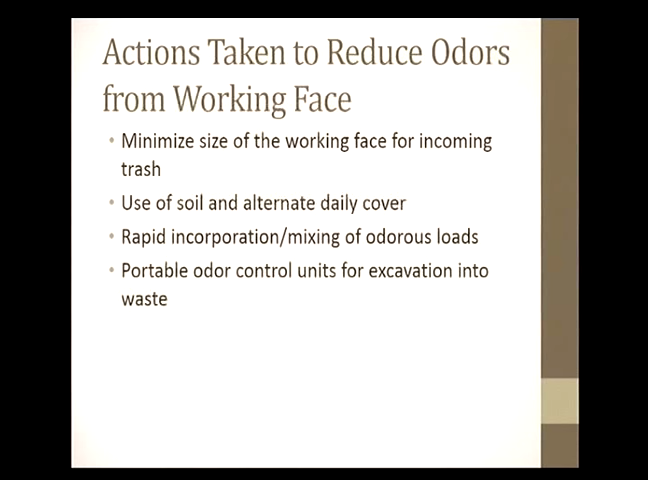 Actions Taken to Reduce Odors
from Working Face
• Minimize size of the working face for incoming
trash
• Use of soil and alternate daily cover
• Rapid incorporation/mixing of odorous loads
• Portable odor control units for excavation into
waste